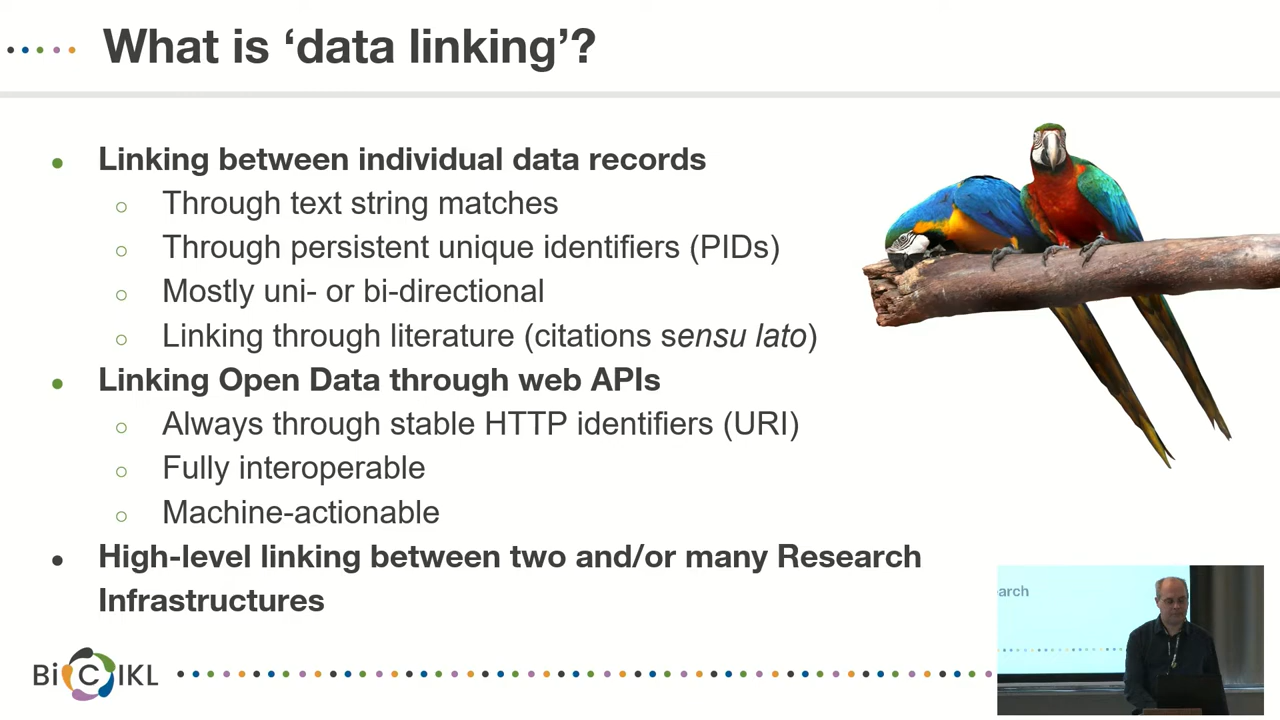 What is ‘data linking’?
Linking between individual data records
Through text string matches
Through persistent unique identifiers (PIDs)
Mostly uni- or bi-directional
Linking through literature (citations sensu lato)
Linking Open Data through web APIs
Always through stable HTTP identifiers (URI)
Fully interoperable
Machine-actionable
High-level linking between two and/or many Research
Infrastructures
BiCIKL
arch